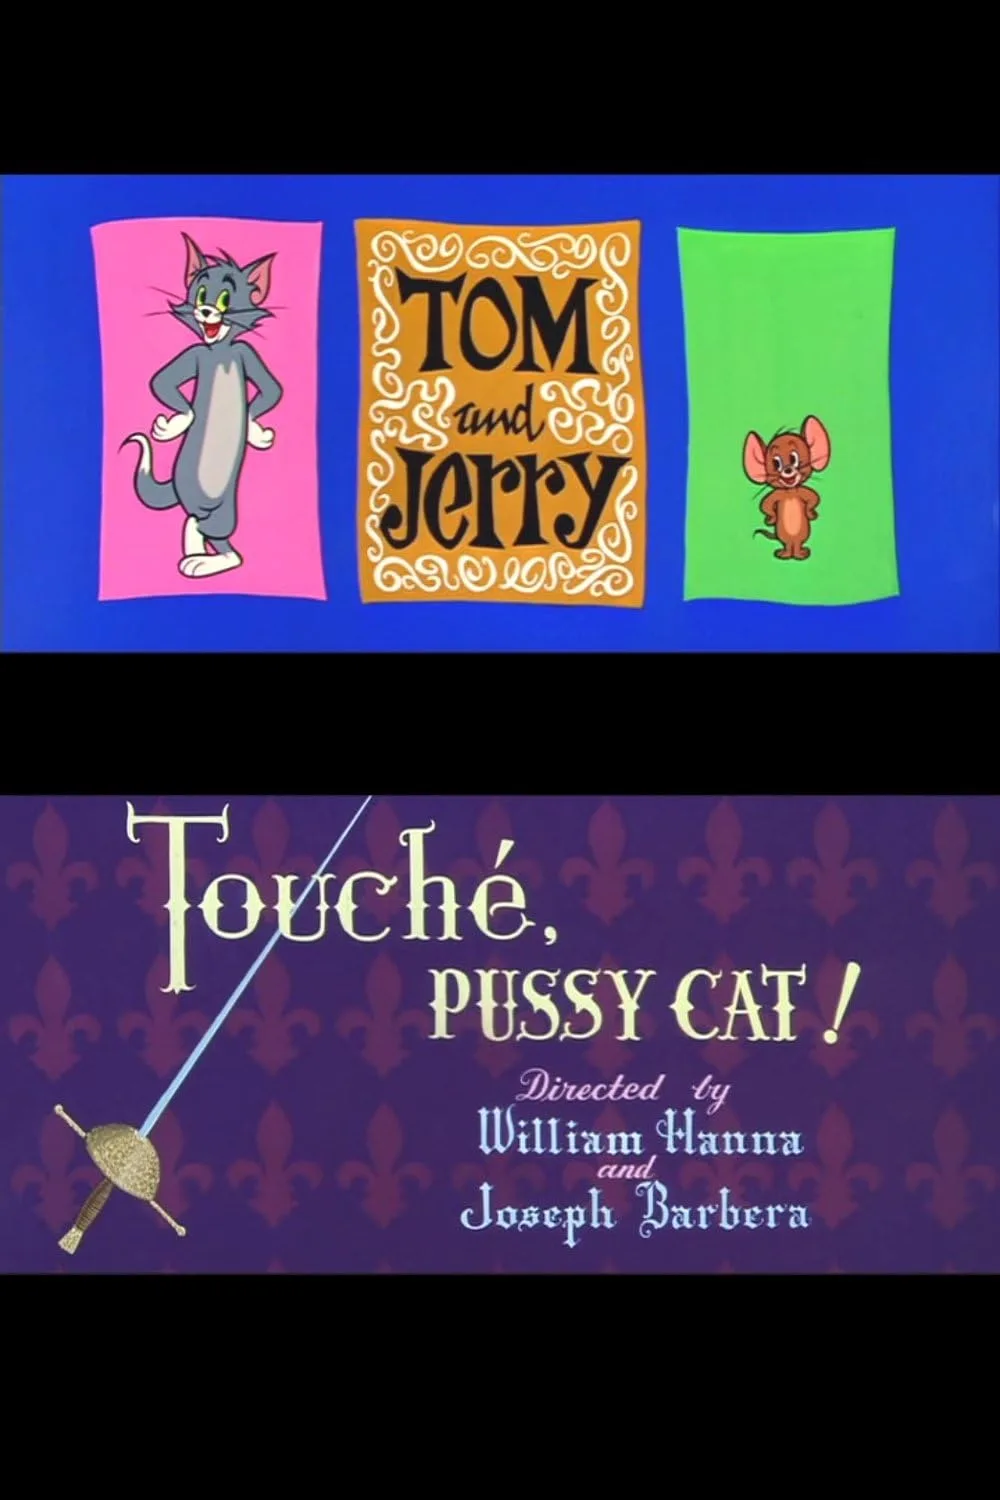 TOM
and
Jerry
Touché,
PUSSY CAT!
Directed by
William Hanna
and
Joseph Barbera